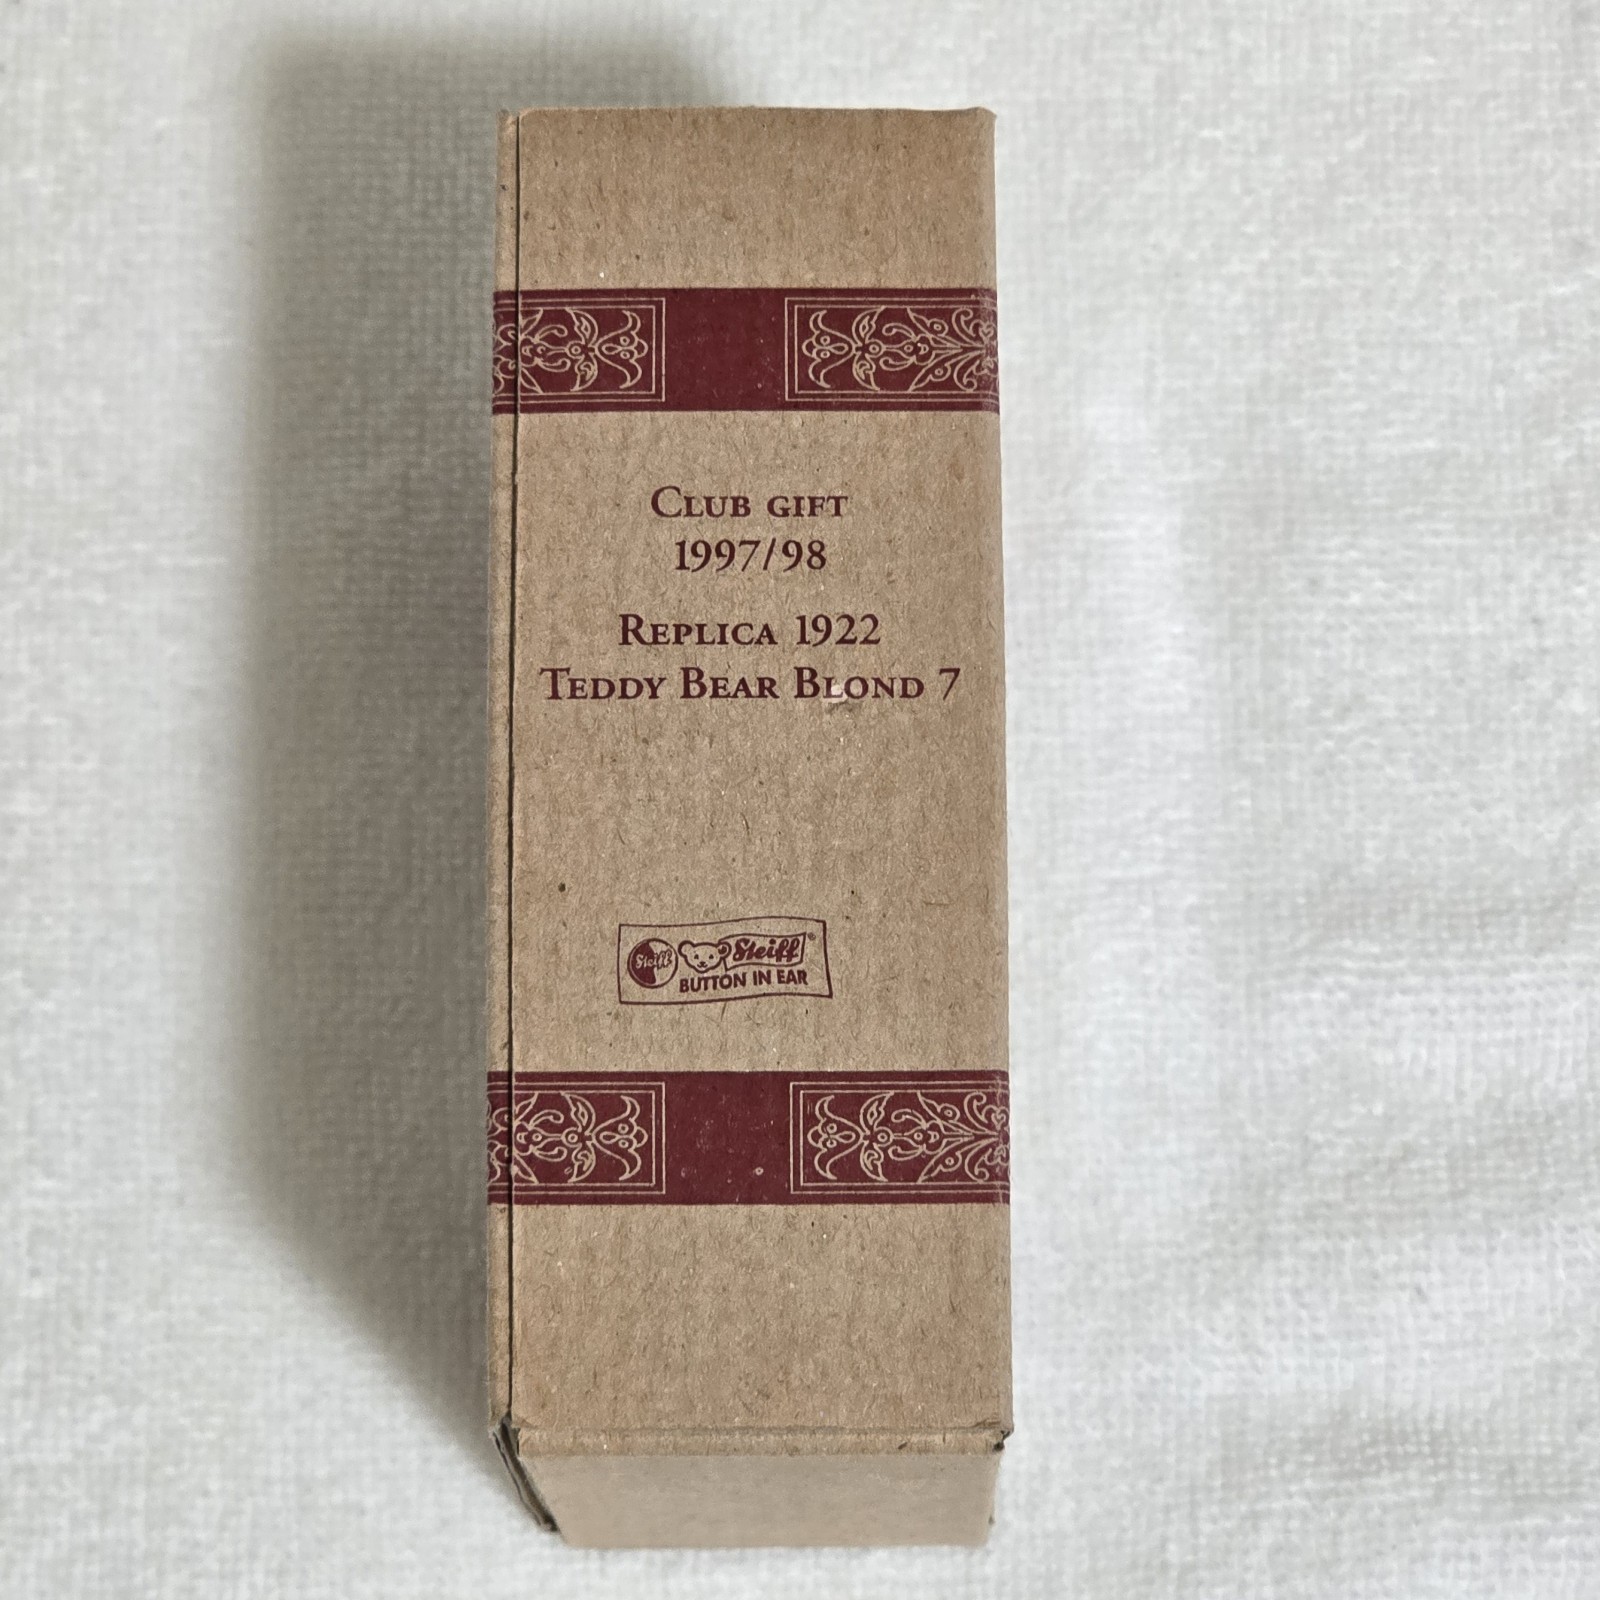 Club gift
1997/98
Replica 1922
Teddy Bear Blond 7
Steiff Steiff®
BUTTON IN EAR